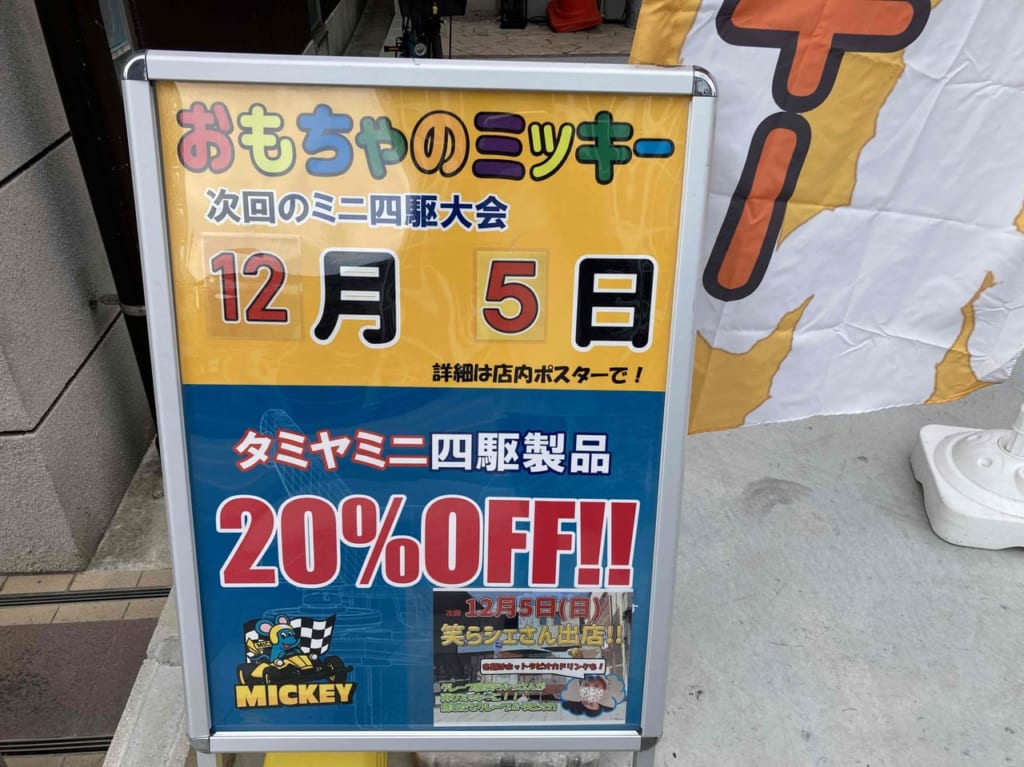 おもちゃのミッキー
次回のミニ四駆大会
12月 5日
詳細は店内ポスターで！
タミヤミニ四駆製品
20%OFF!!
次回 12月5日(日)
笑らシェさん出店!!
MICKEY